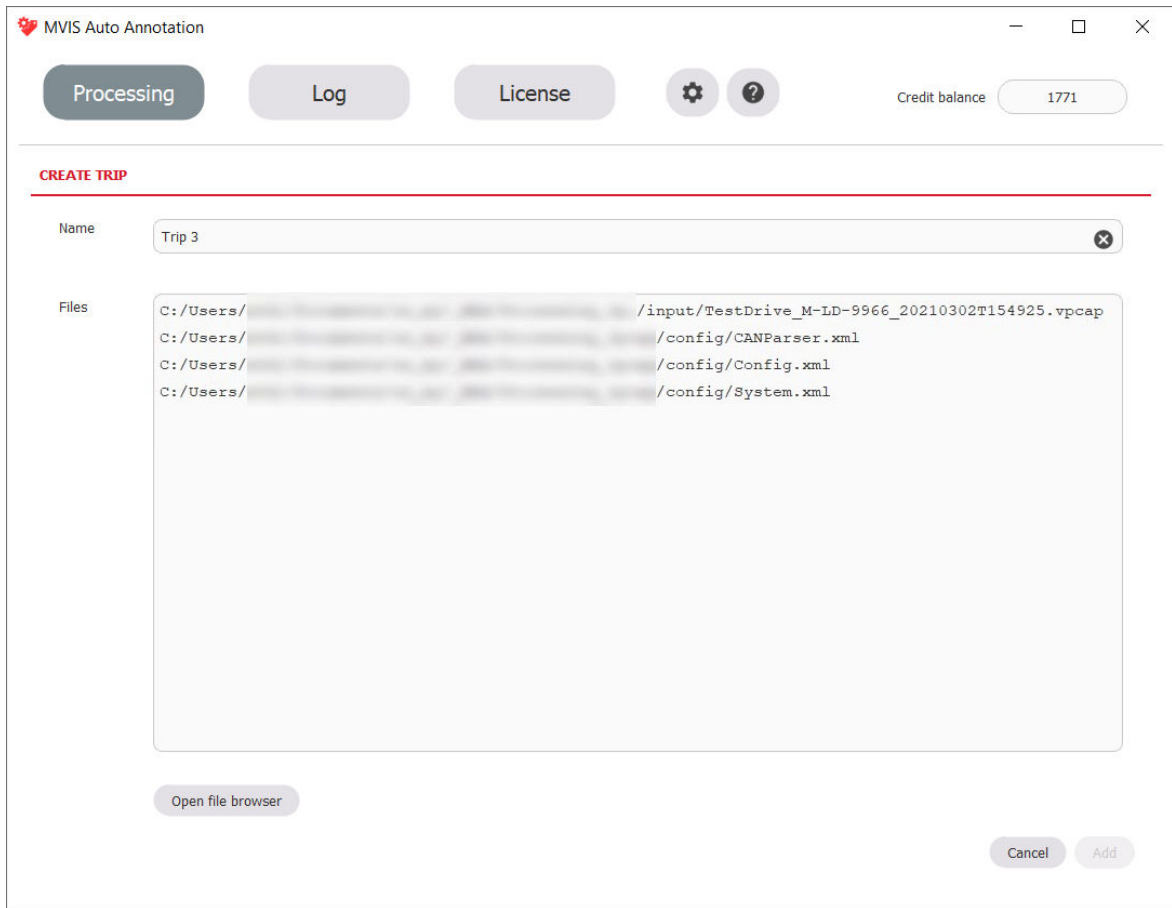 MVIS Auto Annotation
Processing Log License Credit balance 1771
CREATE TRIP
Name Trip 3
Files
C:/Users/ /input/TestDrive_M-LD-9966_20210302T154925.vpcap
C:/Users/ /config/CANParser.xml
C:/Users/ /config/Config.xml
C:/Users/ /config/System.xml
Open file browser
Cancel Add